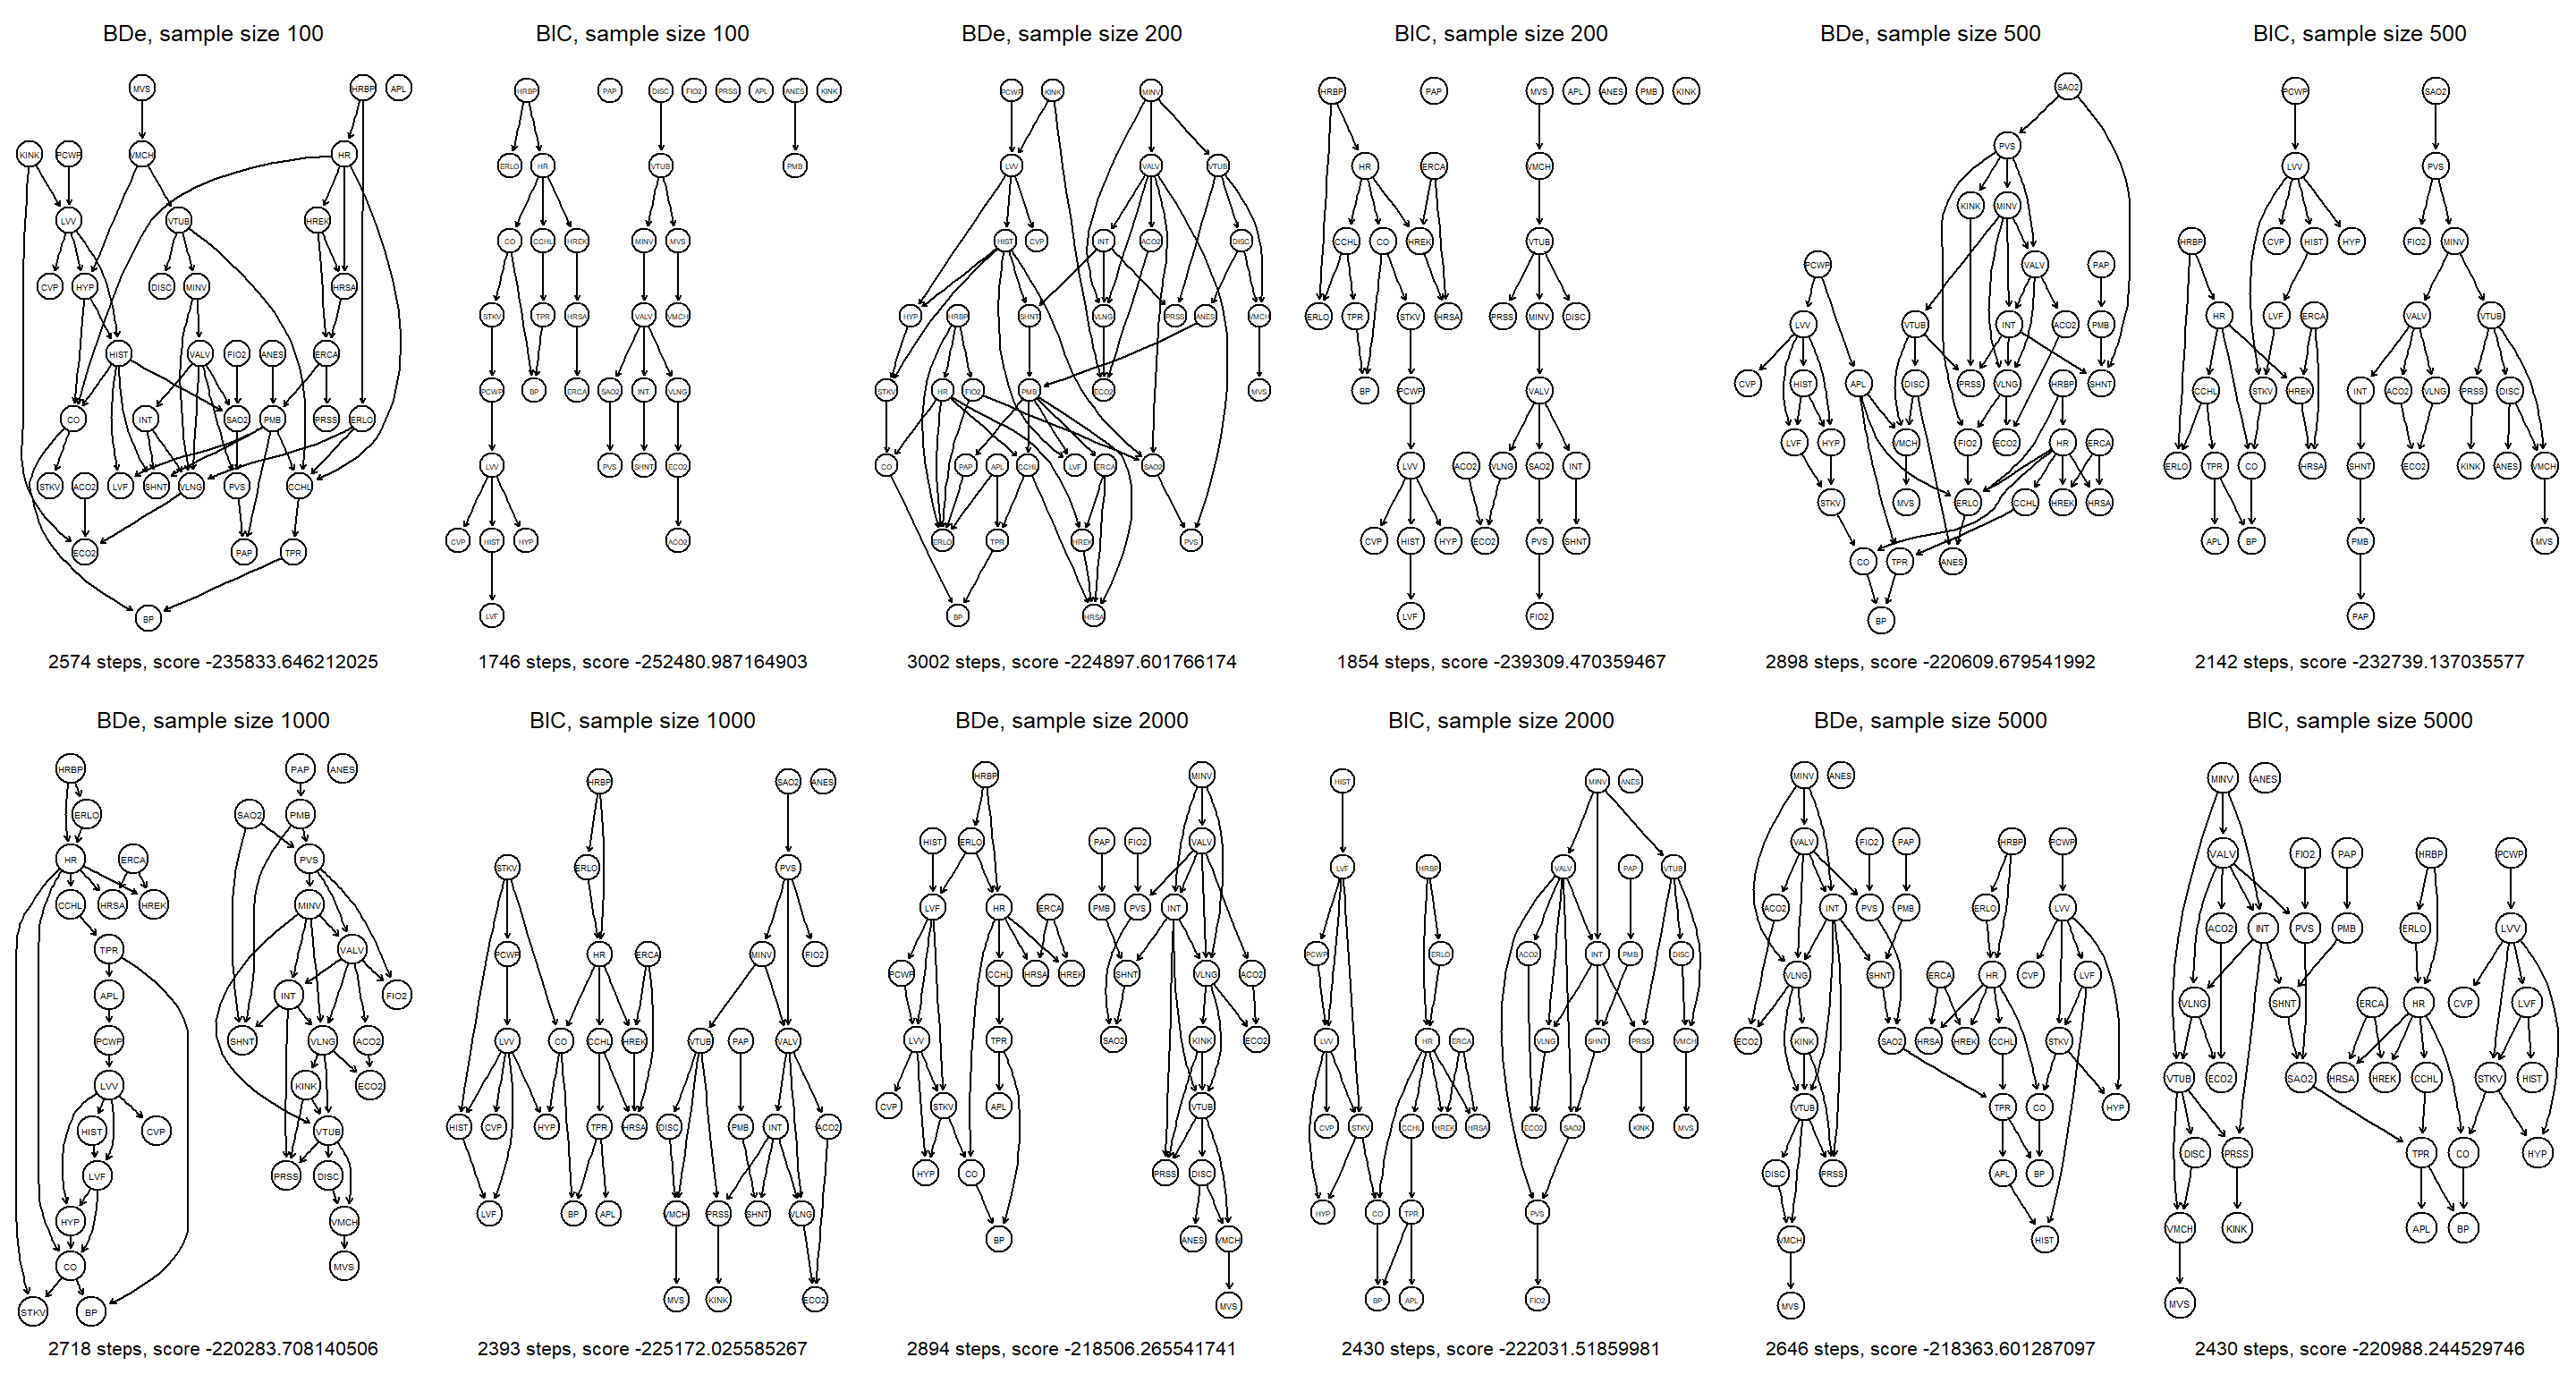 BDe, sample size 100
MVS HRBP APL
KINK PCWP VMCH HR
LVV VTUB HREK
CVP HYP DISC MINV HRSA
HIST VALV FIO2 ANES ERCA
CO INT SAO2 PMB PRSS ERLO
STKV ACO2 LVF SHNT VLNG PVS CCHL
ECO2 PAP TPR
BP
2574 steps, score -235833.646212025
BIC, sample size 100
HRBP PAP DISC FIO2 PRSS APL ANES KINK
ERLO HR VTUB PMB
CO CCHL HREK MINV MVS
STKV TPR HRSA VALV VMCH
PCWP BP ERCA SAO2 INT VLNG
LVV PVS SHNT ECO2
CVP HIST HYP ACO2
LVF
1746 steps, score -252480.987164903
BDe, sample size 200
PCWP KINK MINV
LVV VALV VTUB
HIST CVP INT ACO2 DISC
HYP HRBP SHNT VLNG PRSS ANES VMCH
STKV HR FIO2 PMB ECO2 MVS
CO PAP APL CCHL LVF ERCA SAO2
ERLO TPR HREK PVS
BP HRSA
3002 steps, score -224897.601766174
BIC, sample size 200
HRBP PAP MVS APL ANES PMB KINK
HR ERCA VMCH
CCHL CO HREK VTUB
ERLO TPR STKV HRSA PRSS MINV DISC
BP PCWP VALV
LVV ACO2 VLNG SAO2 INT
CVP HIST HYP ECO2 PVS SHNT
LVF FIO2
1854 steps, score -239309.470359467
BDe, sample size 500
SAO2
PVS
KINK MINV
PCWP VALV PAP
LVV VTUB INT ACO2 PMB
CVP HIST APL DISC PRSS VLNG HRBP SHNT
LVF HYP VMCH FIO2 ECO2 HR ERCA
STKV MVS ERLO CCHL HREK HRSA
CO TPR ANES
BP
2898 steps, score -220609.679541992
BIC, sample size 500
PCWP SAO2
LVV PVS
HRBP CVP HIST HYP FIO2 MINV
HR LVF ERCA VALV VTUB
CCHL STKV HREK INT ACO2 VLNG PRSS DISC
ERLO TPR CO HRSA SHNT ECO2 KINK ANES VMCH
APL BP PMB MVS
PAP
2142 steps, score -232739.137035577
BDe, sample size 1000
HRBP PAP ANES
ERLO SAO2 PMB
HR ERCA PVS
CCHL HRSA HREK MINV
TPR VALV
APL INT FIO2
PCWP SHNT VLNG ACO2
LVV KINK ECO2
HIST CVP VTUB
LVF PRSS DISC
HYP VMCH
CO MVS
STKV BP
2718 steps, score -220283.708140506
BIC, sample size 1000
HRBP SAO2 ANES
STKV ERLO PVS
PCWP HR ERCA MINV FIO2
LVV CO CCHL HREK VTUB PAP VALV
HIST CVP HYP TPR HRSA DISC PMB INT ACO2
LVF BP APL VMCH PRSS SHNT VLNG
MVS KINK ECO2
2393 steps, score -225172.025585267
BDe, sample size 2000
HRBP MINV
HIST ERLO PAP FIO2 VALV
LVF HR ERCA PMB PVS INT
PCWP CCHL HRSA HREK SHNT VLNG ACO2
LVV TPR SAO2 KINK ECO2
CVP STKV APL VTUB
HYP CO PRSS DISC
BP ANES VMCH
MVS
2894 steps, score -218506.265541741
BIC, sample size 2000
HIST MINV ANES
LVF HRBP VALV PAP VTUB
PCWP ERLO ACO2 INT PMB DISC
LVV HR ERCA VLNG SHNT PRSS VMCH
CVP STKV CCHL HREK HRSA ECO2 SAO2 KINK MVS
HYP CO TPR PVS
BP APL FIO2
2430 steps, score -222031.51859981
BDe, sample size 5000
MINV ANES
VALV FIO2 PAP HRBP PCWP
ACO2 INT PVS PMB ERLO LVV
VLNG SHNT ERCA HR CVP LVF
ECO2 KINK SAO2 HRSA HREK CCHL STKV
VTUB TPR CO HYP
DISC PRSS APL BP
VMCH HIST
MVS
2646 steps, score -218363.601287097
BIC, sample size 5000
MINV ANES
VALV FIO2 PAP HRBP PCWP
ACO2 INT PVS PMB ERLO LVV
VLNG SHNT ERCA HR CVP LVF
VTUB ECO2 SAO2 HRSA HREK CCHL STKV HIST
DISC PRSS TPR CO HYP
VMCH KINK APL BP
MVS
2430 steps, score -220988.244529746